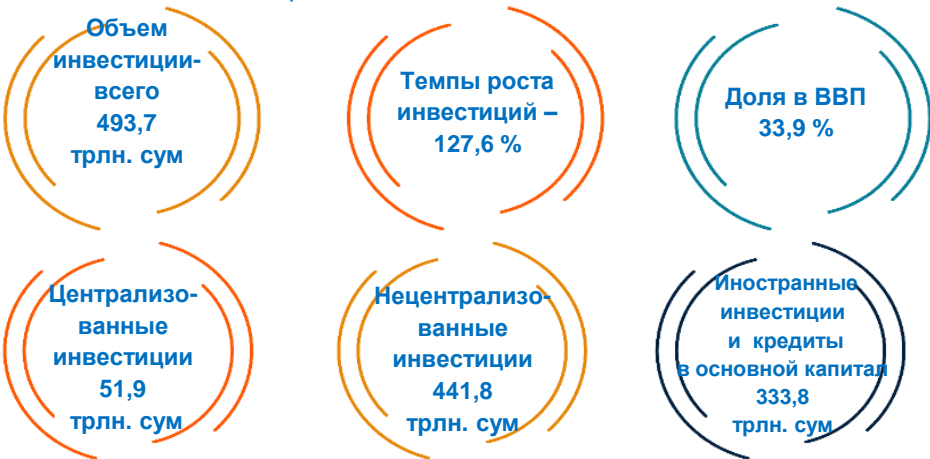 Объем
инвестиции-
всего
493,7
трлн. сум
Темпы роста
инвестиций –
127,6 %
Доля в ВВП
33,9 %
Централизо-
ванные
инвестиции
51,9
трлн. сум
Нецентрализо-
ванные
инвестиции
441,8
трлн. сум
Иностранные
инвестиции
и кредиты
в основной капитал
333,8
трлн. сум